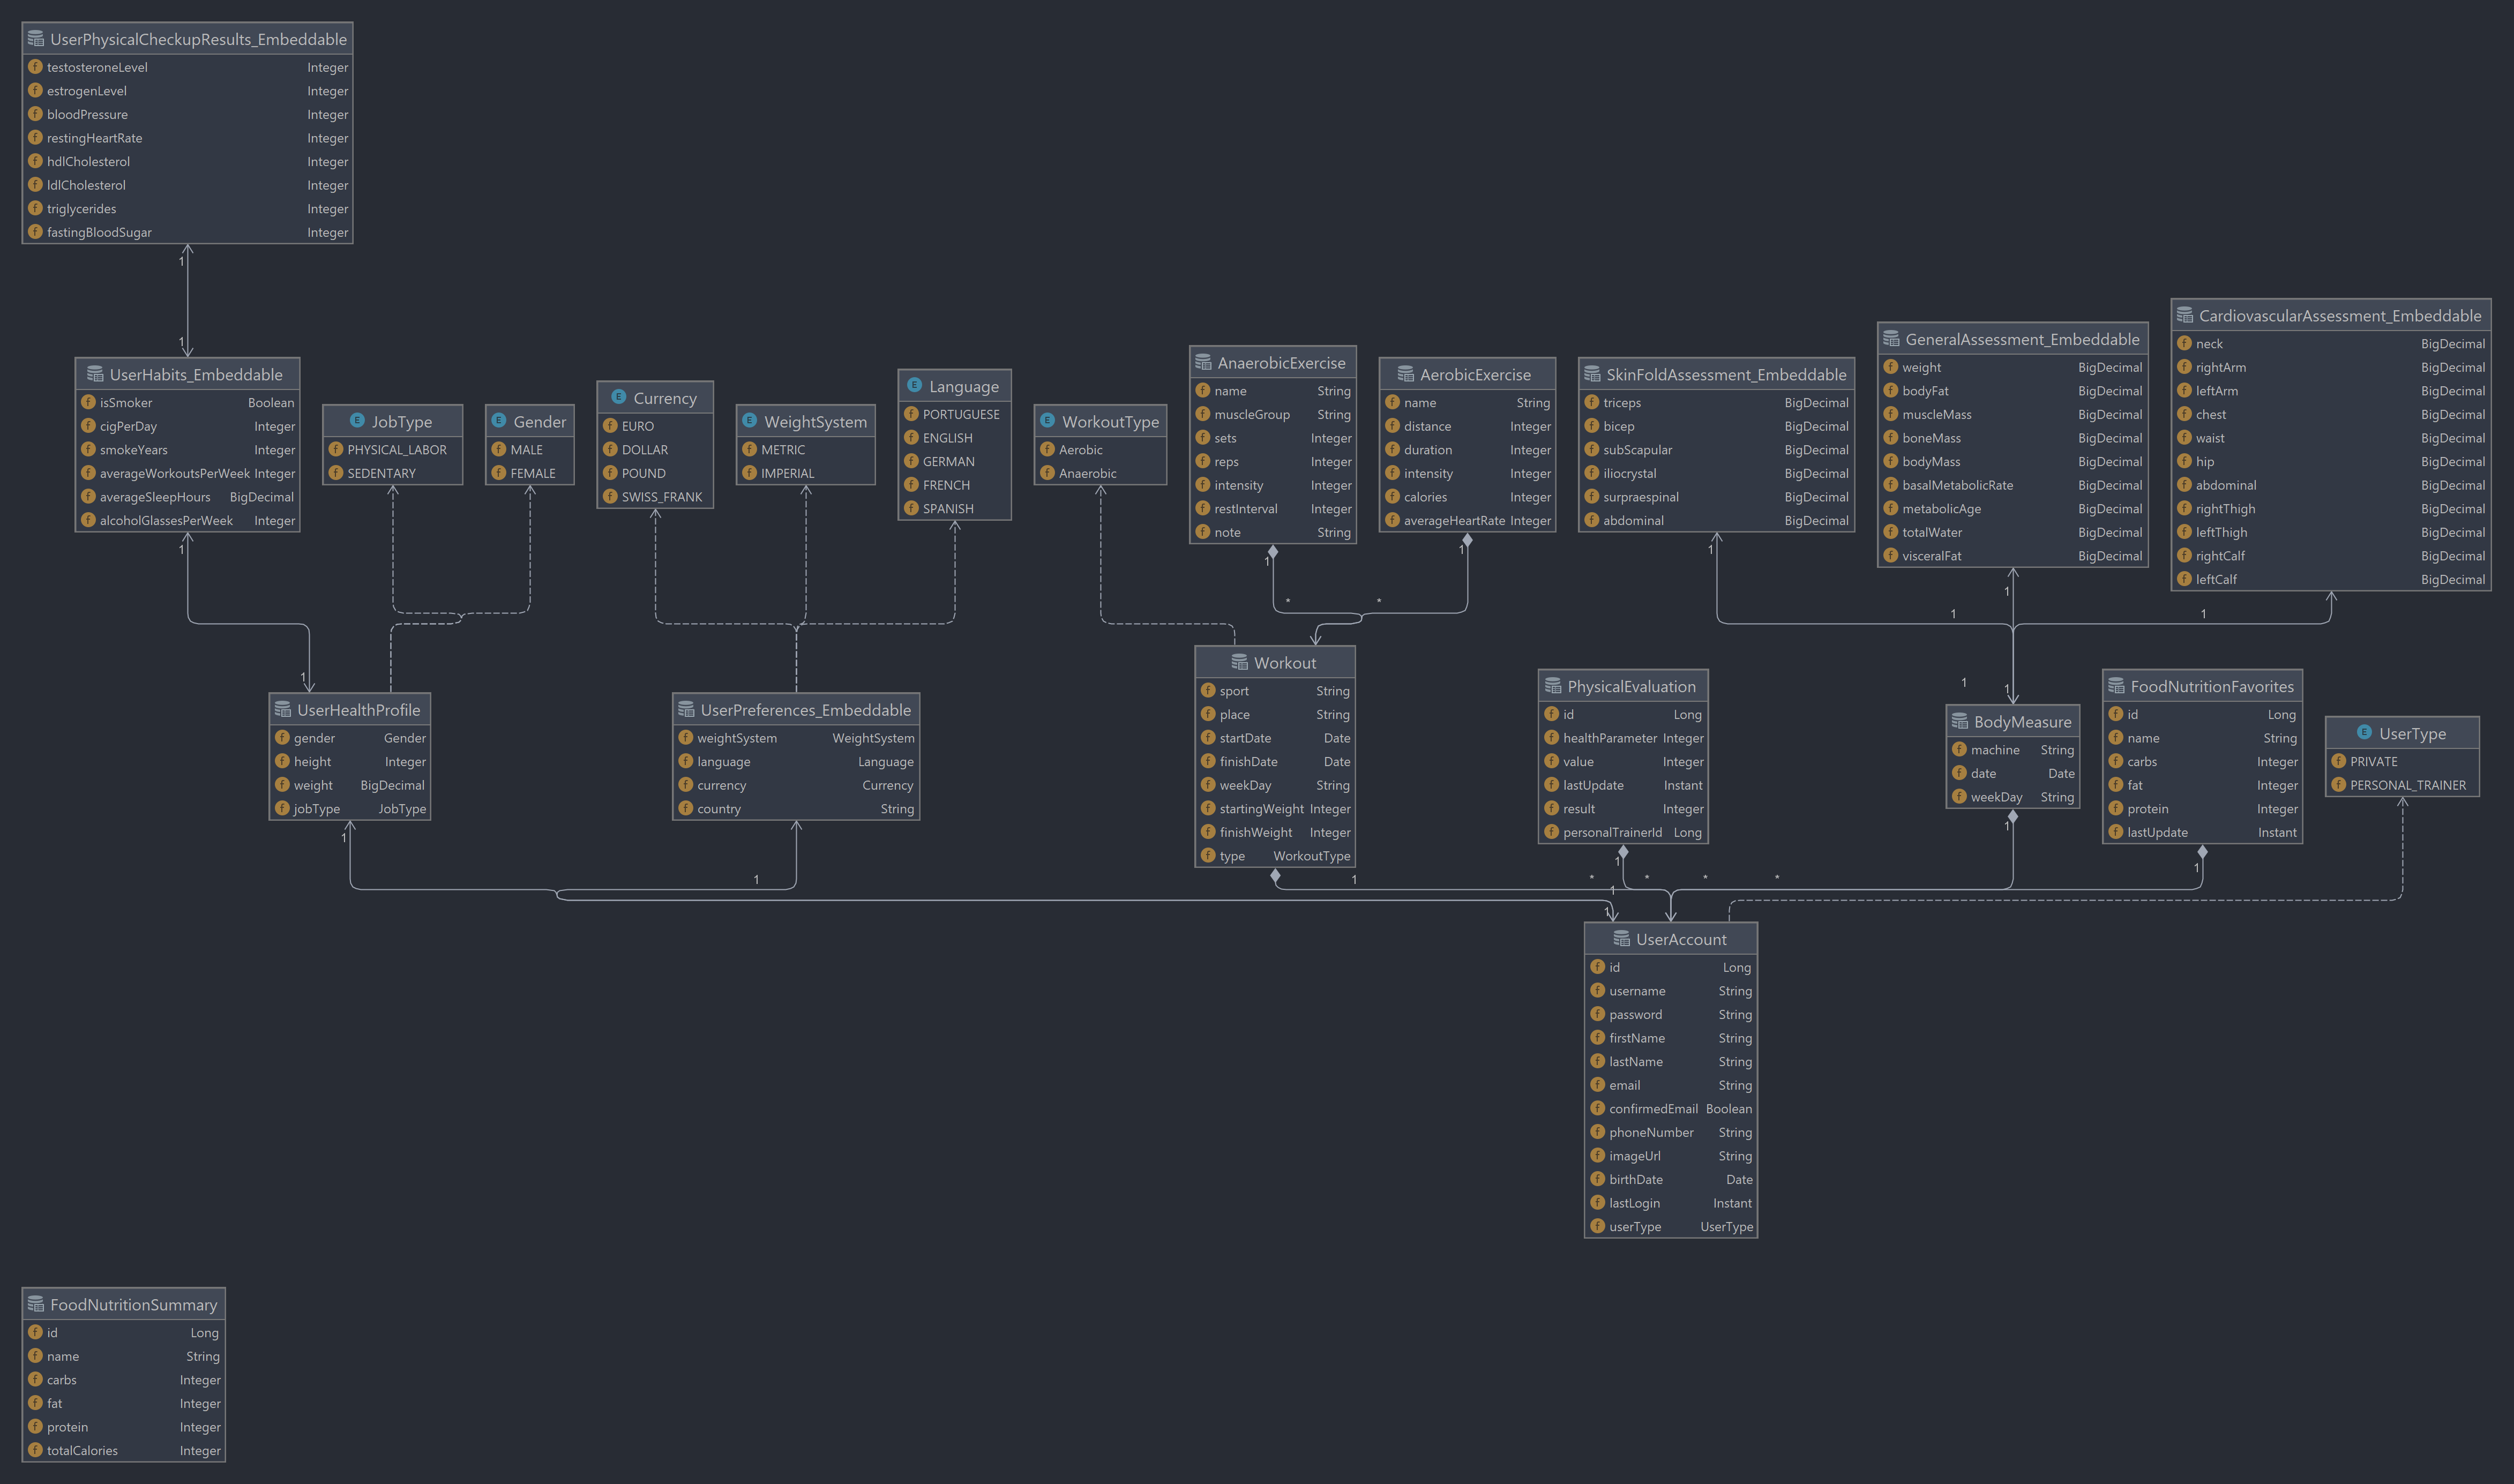 UserPhysicalCheckupResults_Embeddable
testosteroneLevel Integer
estrogenLevel Integer
bloodPressure Integer
restingHeartRate Integer
hdlCholesterol Integer
ldlCholesterol Integer
triglycerides Integer
fastingBloodSugar Integer
1
1
UserHabits_Embeddable
isSmoker Boolean
cigPerDay Integer
smokeYears Integer
averageWorkoutsPerWeek Integer
averageSleepHours BigDecimal
alcoholGlassesPerWeek Integer
1
1
E JobType
PHYSICAL_LABOR
SEDENTARY
E Gender
MALE
FEMALE
E Currency
EURO
DOLLAR
POUND
SWISS_FRANK
E WeightSystem
METRIC
IMPERIAL
E Language
PORTUGUESE
ENGLISH
GERMAN
FRENCH
SPANISH
E WorkoutType
Aerobic
Anaerobic
AnaerobicExercise
name String
muscleGroup String
sets Integer
reps Integer
intensity Integer
restInterval Integer
note String
1
*
AerobicExercise
name String
distance Integer
duration Integer
intensity Integer
calories Integer
averageHeartRate Integer
1
*
SkinFoldAssessment_Embeddable
triceps BigDecimal
bicep BigDecimal
subScapular BigDecimal
iliocrystal BigDecimal
surpraespinal BigDecimal
abdominal BigDecimal
1
GeneralAssessment_Embeddable
weight BigDecimal
bodyFat BigDecimal
muscleMass BigDecimal
boneMass BigDecimal
bodyMass BigDecimal
basalMetabolicRate BigDecimal
metabolicAge BigDecimal
totalWater BigDecimal
visceralFat BigDecimal
1
CardiovascularAssessment_Embeddable
neck BigDecimal
rightArm BigDecimal
leftArm BigDecimal
chest BigDecimal
waist BigDecimal
hip BigDecimal
abdominal BigDecimal
rightThigh BigDecimal
leftThigh BigDecimal
rightCalf BigDecimal
leftCalf BigDecimal
1
1
1
1
UserHealthProfile
gender Gender
height Integer
weight BigDecimal
jobType JobType
1
UserPreferences_Embeddable
weightSystem WeightSystem
language Language
currency Currency
country String
1
Workout
sport String
place String
startDate Date
finishDate Date
weekDay String
startingWeight Integer
finishWeight Integer
type WorkoutType
1
PhysicalEvaluation
id Long
healthParameter Integer
value Integer
lastUpdate Instant
result Integer
personalTrainerId Long
1
BodyMeasure
machine String
date Date
weekDay String
1
FoodNutritionFavorites
id Long
name String
carbs Integer
fat Integer
protein Integer
lastUpdate Instant
1
E UserType
PRIVATE
PERSONAL_TRAINER
* * * *
1
1
UserAccount
id Long
username String
password String
firstName String
lastName String
email String
confirmedEmail Boolean
phoneNumber String
imageUrl String
birthDate Date
lastLogin Instant
userType UserType
FoodNutritionSummary
id Long
name String
carbs Integer
fat Integer
protein Integer
totalCalories Integer